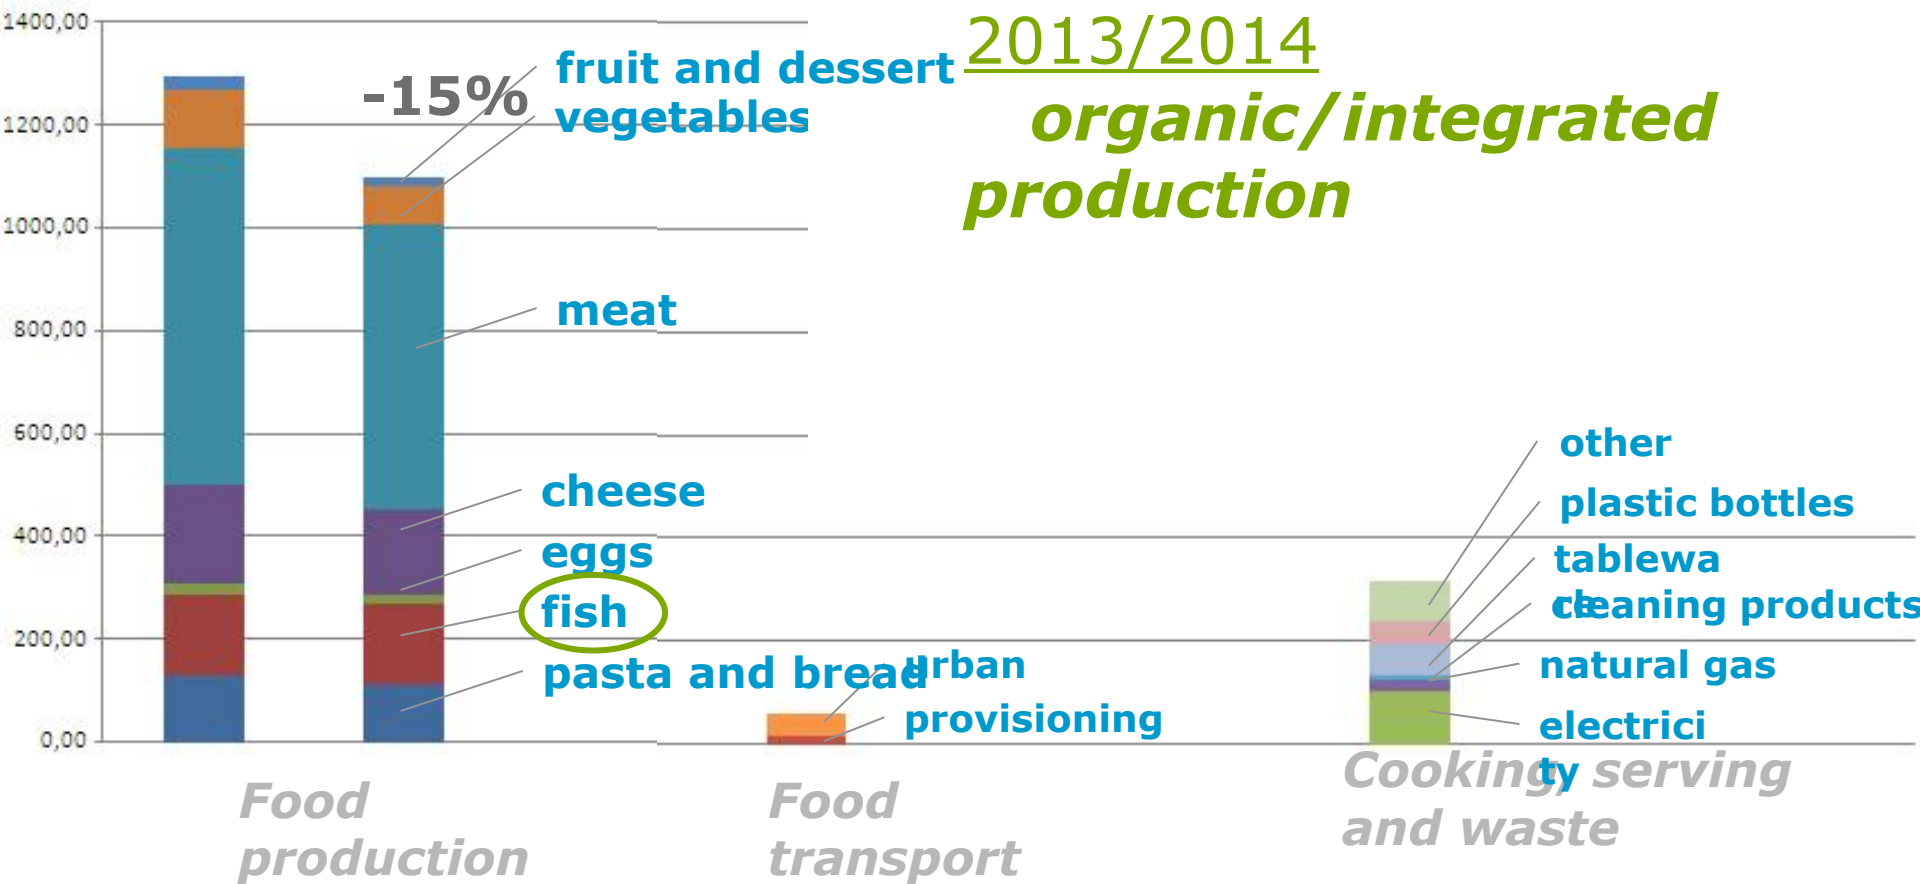 1400,00
1200,00
1000,00
800,00
600,00
400,00
200,00
0,00
-15%
fruit and dessert
vegetables
meat
cheese
eggs
fish
pasta and bread
2013/2014
organic/integrated
production
urban
provisioning
other
plastic bottles
tablewa
re
cleaning products
natural gas
electrici
ty
Food
production
Food
transport
Cooking, serving
and waste